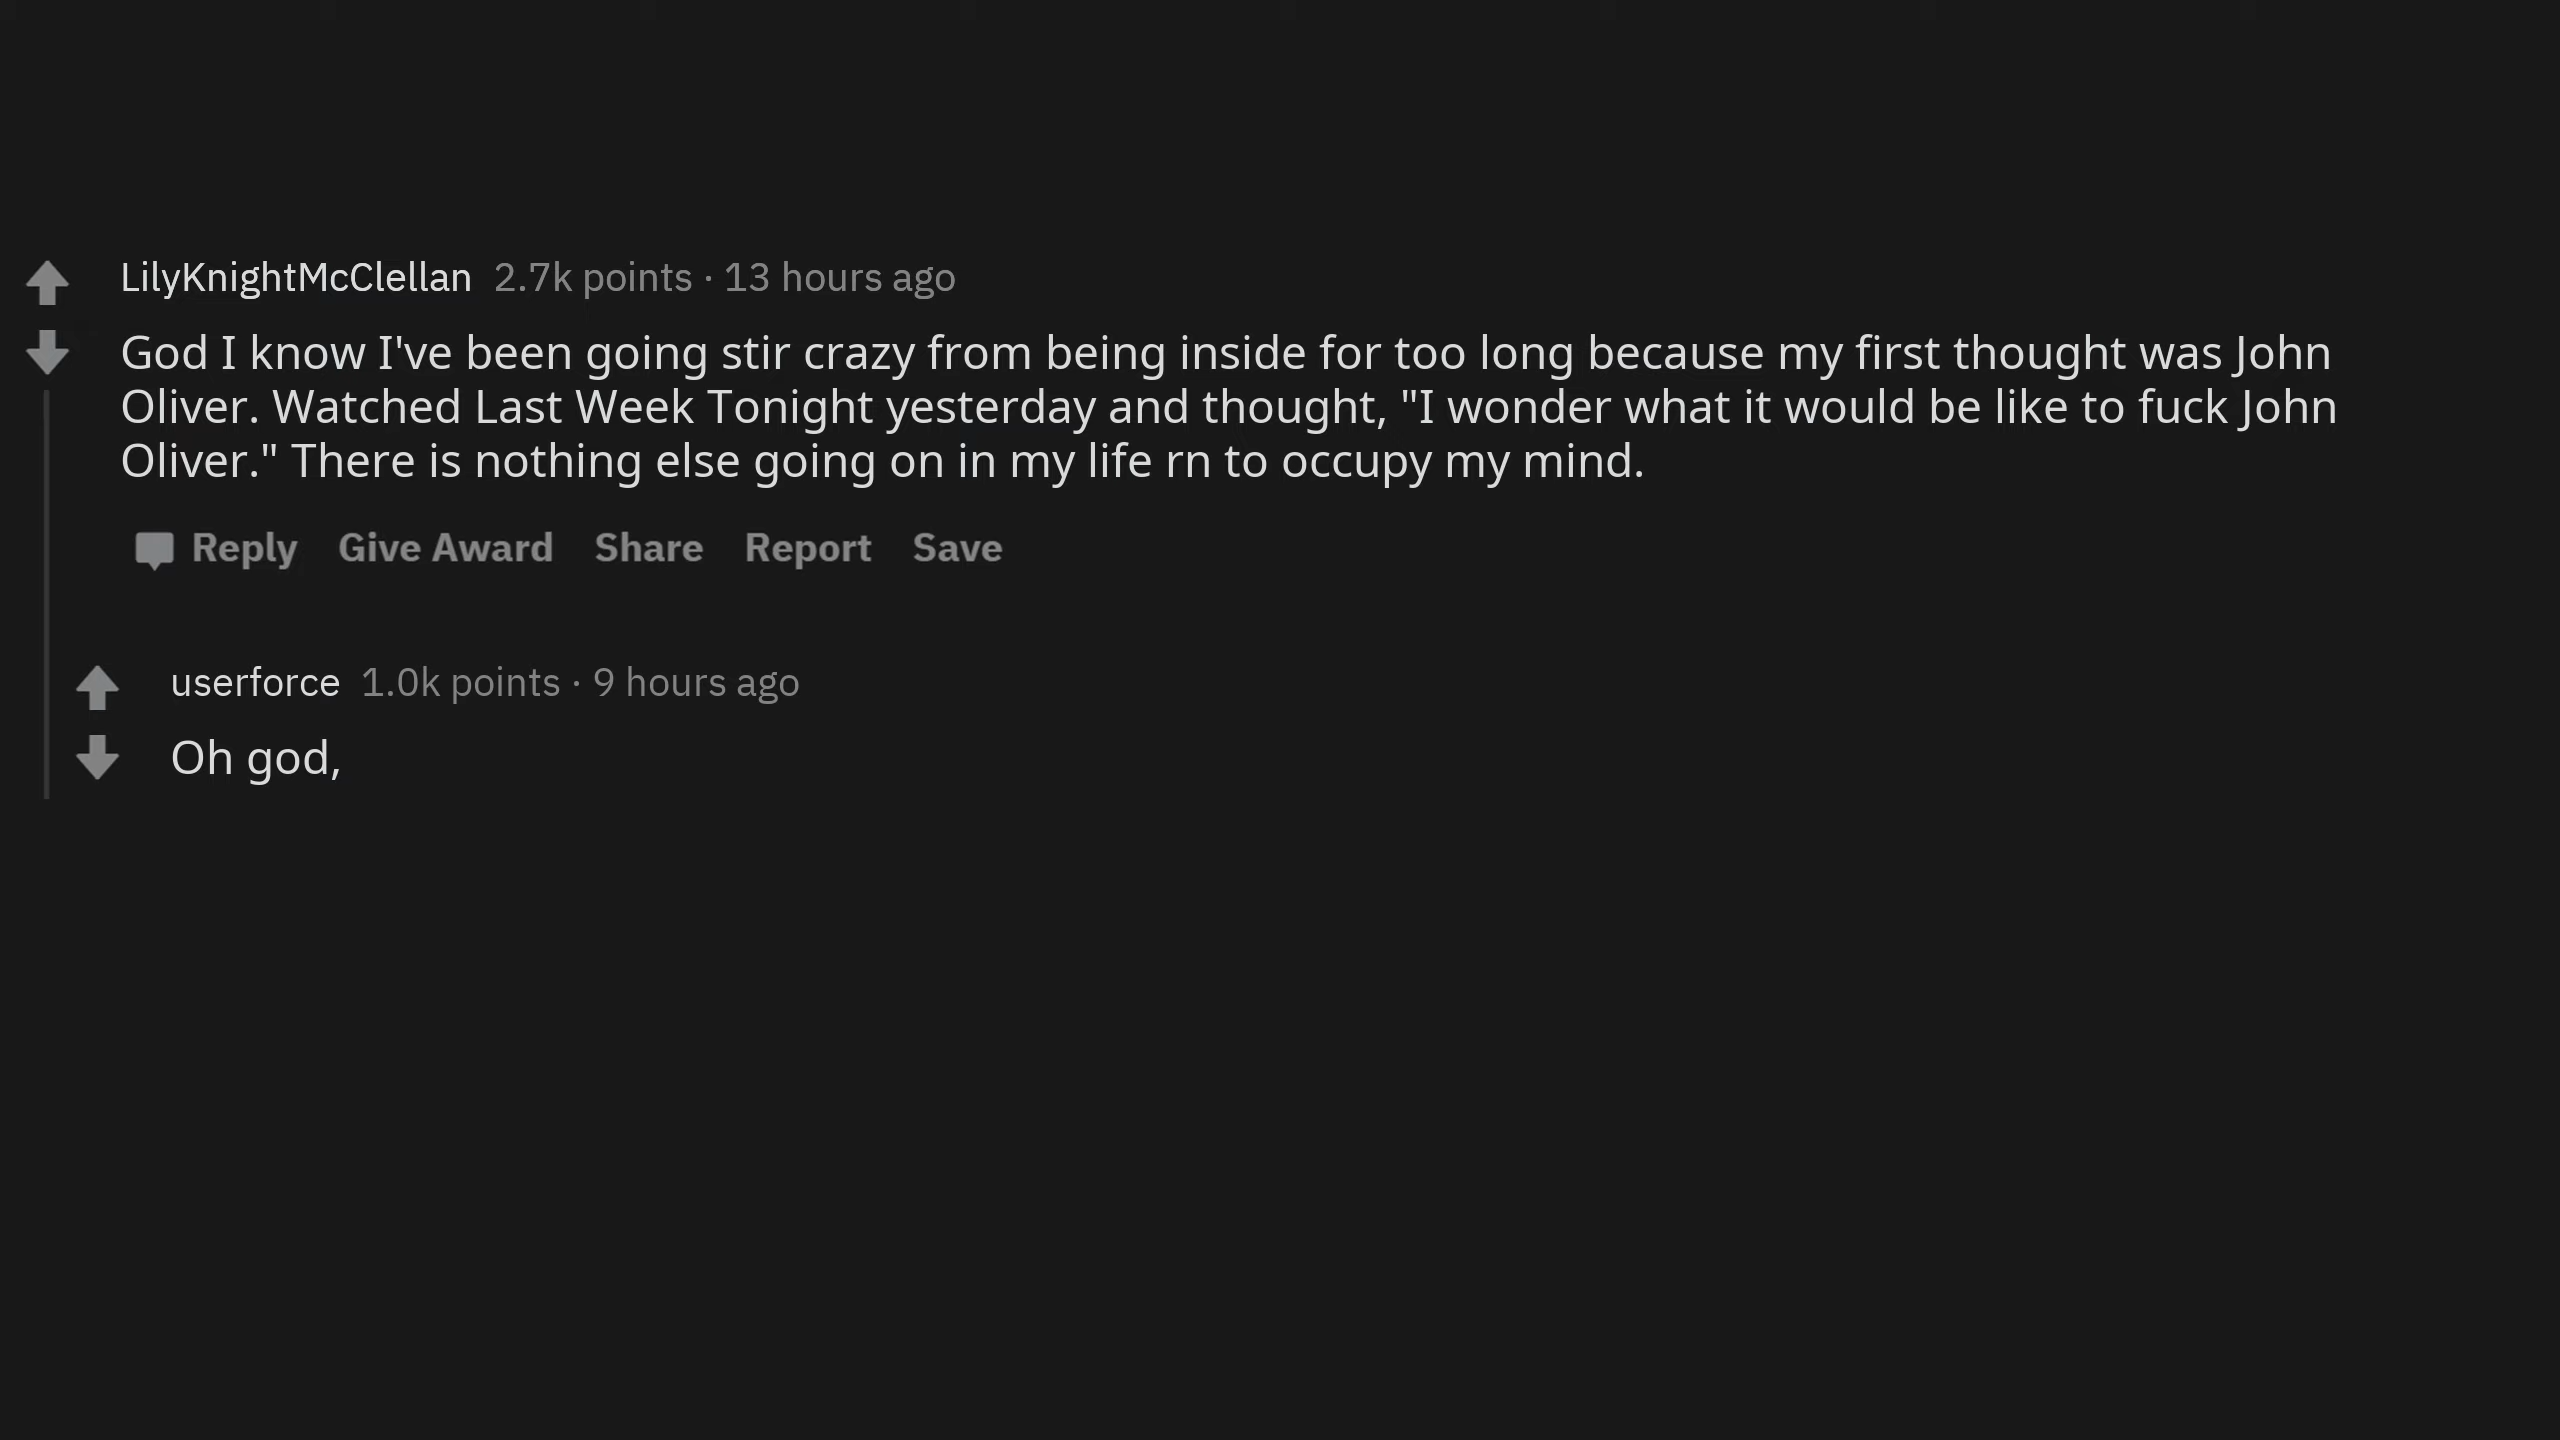 LilyKnightMcClellan 2.7k points · 13 hours ago
God I know I've been going stir crazy from being inside for too long because my first thought was John
Oliver. Watched Last Week Tonight yesterday and thought, "I wonder what it would be like to fuck John
Oliver." There is nothing else going on in my life rn to occupy my mind.
Reply Give Award Share Report Save
userforce 1.0k points · 9 hours ago
Oh god,